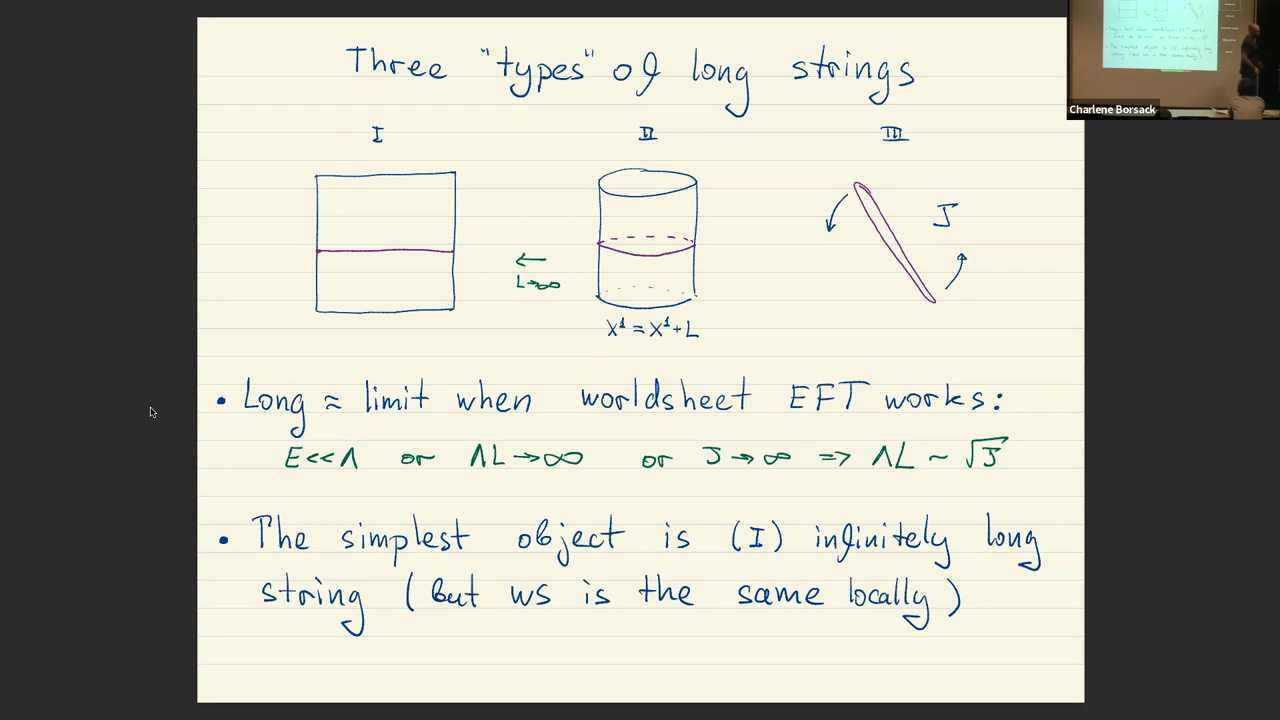 Three "types" of long strings
I II III
J
L→∞
X¹ ≈ X¹ + L
• Long ≈ limit when worldsheet EFT works:
E<<Λ or ΛL→∞ or J→∞ => ΛL ~ √J
• The simplest object is (I) infinitely long
string (but ws is the same locally)
Charlene Borsack